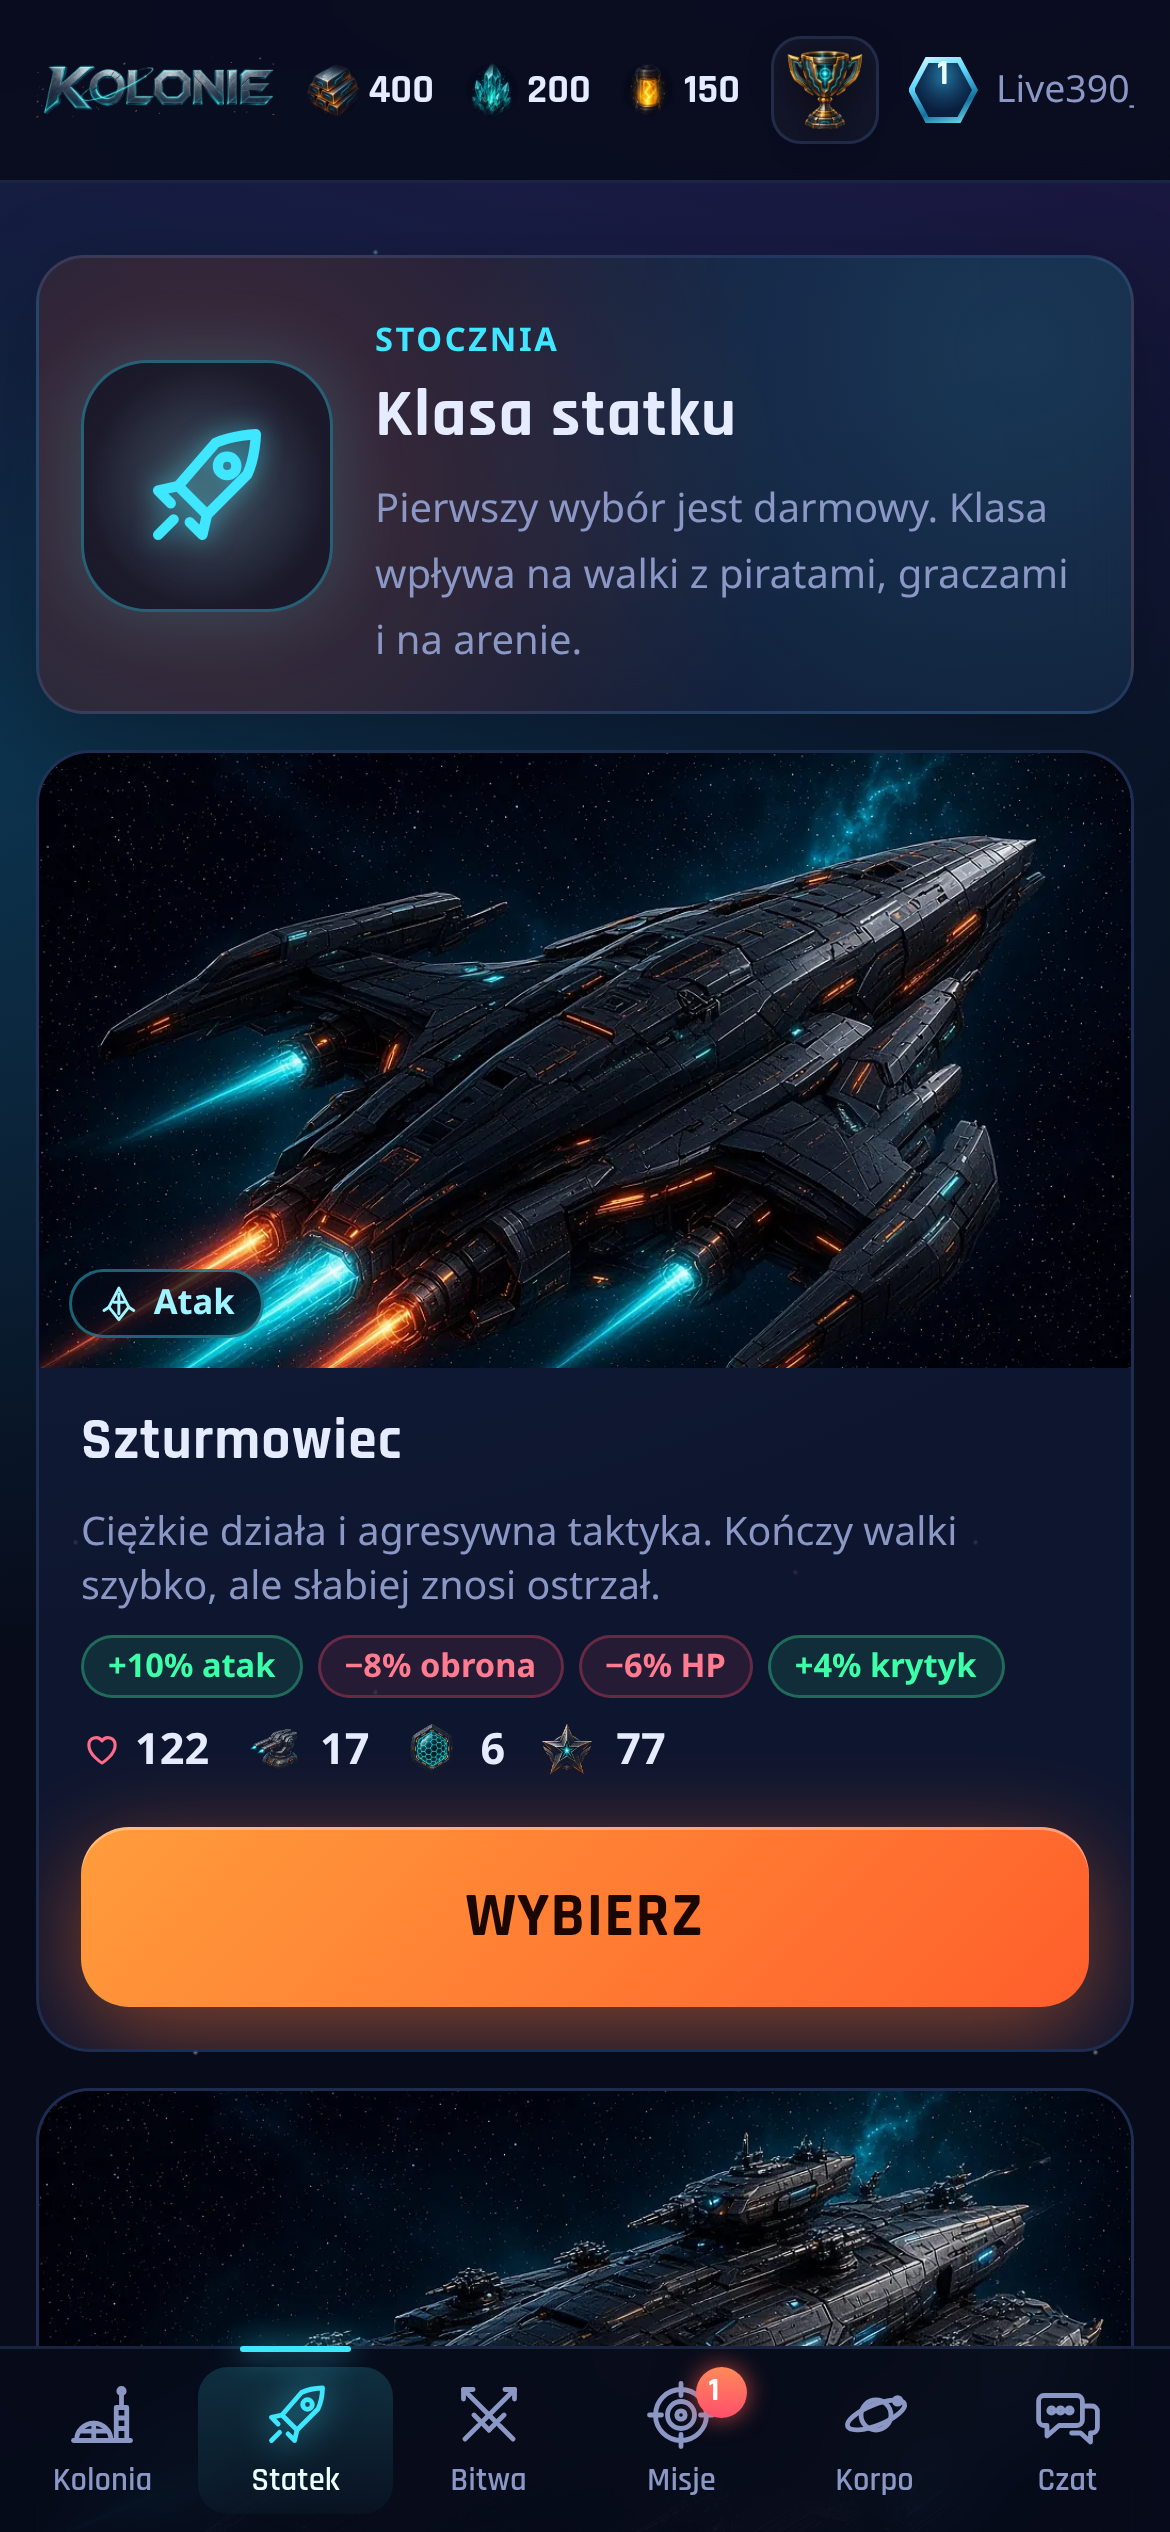 KOLONIE 400 200 150 1 Live390_
STOCZNIA
Klasa statku
Pierwszy wybór jest darmowy. Klasa
wpływa na walki z piratami, graczami
i na arenie.
Atak
Szturmowiec
Ciężkie działa i agresywna taktyka. Kończy walki
szybko, ale słabiej znosi ostrzał.
+10% atak −8% obrona −6% HP +4% krytyk
122 17 6 77
WYBIERZ
1
Kolonia Statek Bitwa Misje Korpo Czat